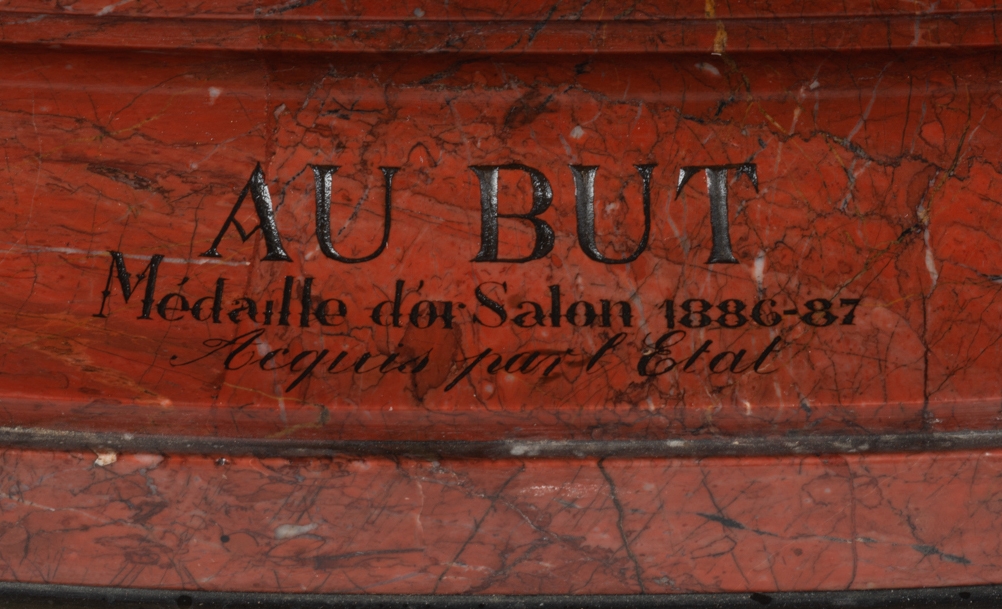 AU BUT
Médaille d'or Salon 1886-87
Acquis par l'Etat